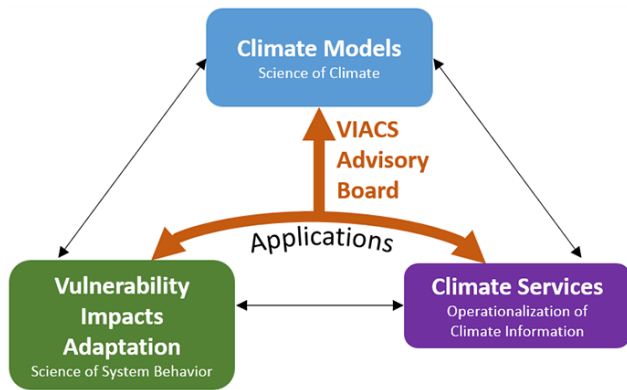 Climate Models
Science of Climate
VIACS
Advisory
Board
Applications
Vulnerability
Impacts
Adaptation
Science of System Behavior
Climate Services
Operationalization of
Climate Information